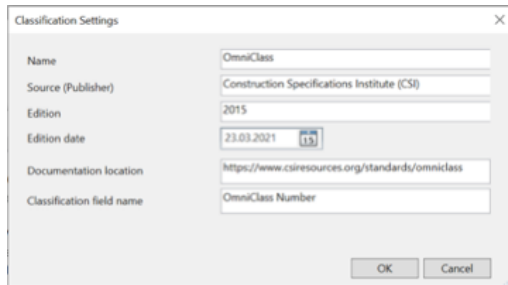 Classification Settings
Name OmniClass
Source (Publisher) Construction Specifications Institute (CSI)
Edition 2015
Edition date 23.03.2021 15
Documentation location https://www.csiresources.org/standards/omniclass
Classification field name OmniClass Number
OK Cancel